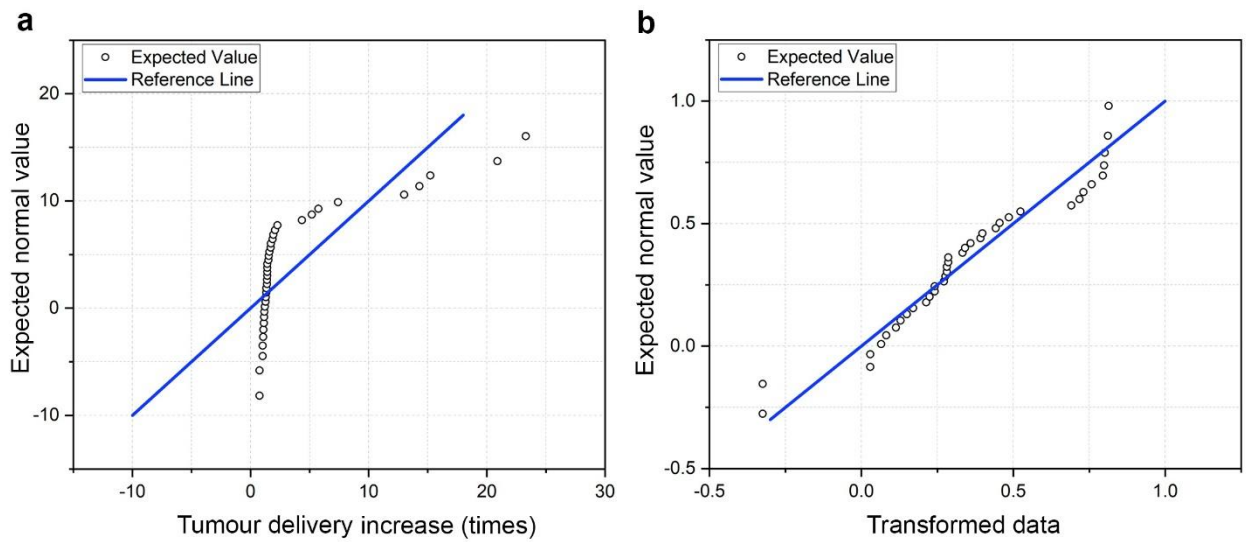 a
Expected Value
Reference Line
20
10
0
-10
-10
0
10
20
30
Expected normal value
Tumour delivery increase (times)
b
Expected Value
Reference Line
1.0
0.5
0.0
-0.5
-0.5
0.0
0.5
1.0
Expected normal value
Transformed data